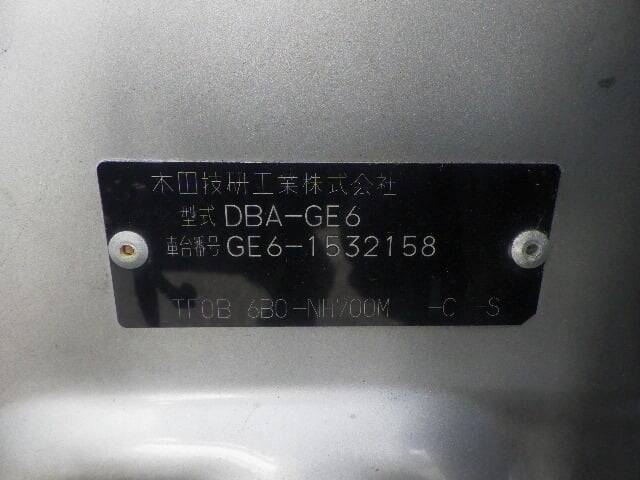 本田技研工業株式会社
型式 DBA-GE6
車台番号 GE6-1532158
6B0-NH700M -C S